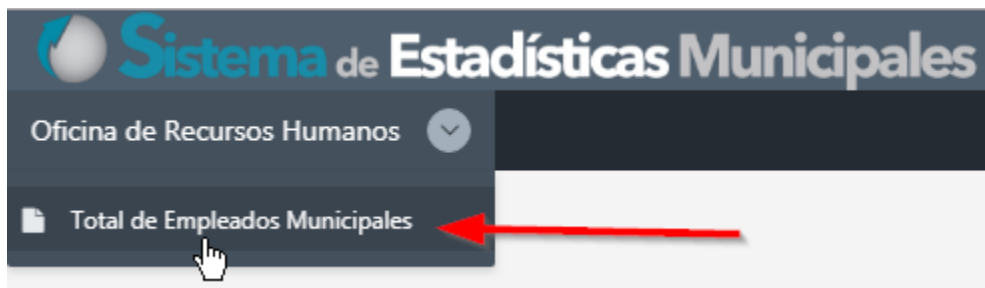 Sistema de Estadísticas Municipales
Oficina de Recursos Humanos
Total de Empleados Municipales